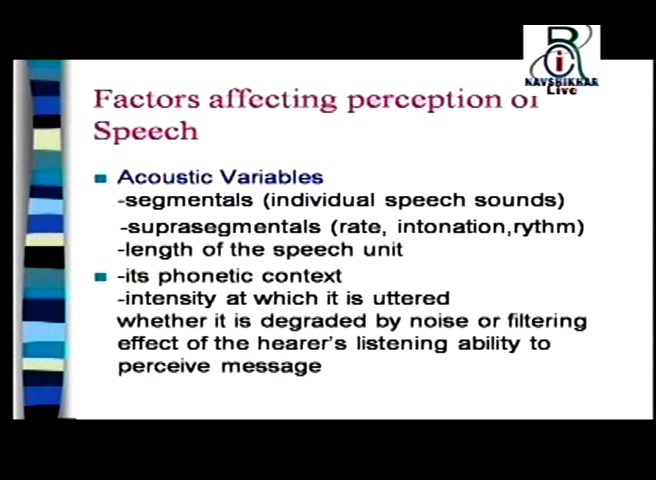 NAVSHIKHAR
Live
Factors affecting perception of
Speech
Acoustic Variables
-segmentals (individual speech sounds)
-suprasegmentals (rate, intonation,rythm)
-length of the speech unit
-its phonetic context
-intensity at which it is uttered
whether it is degraded by noise or filtering
effect of the hearer's listening ability to
perceive message